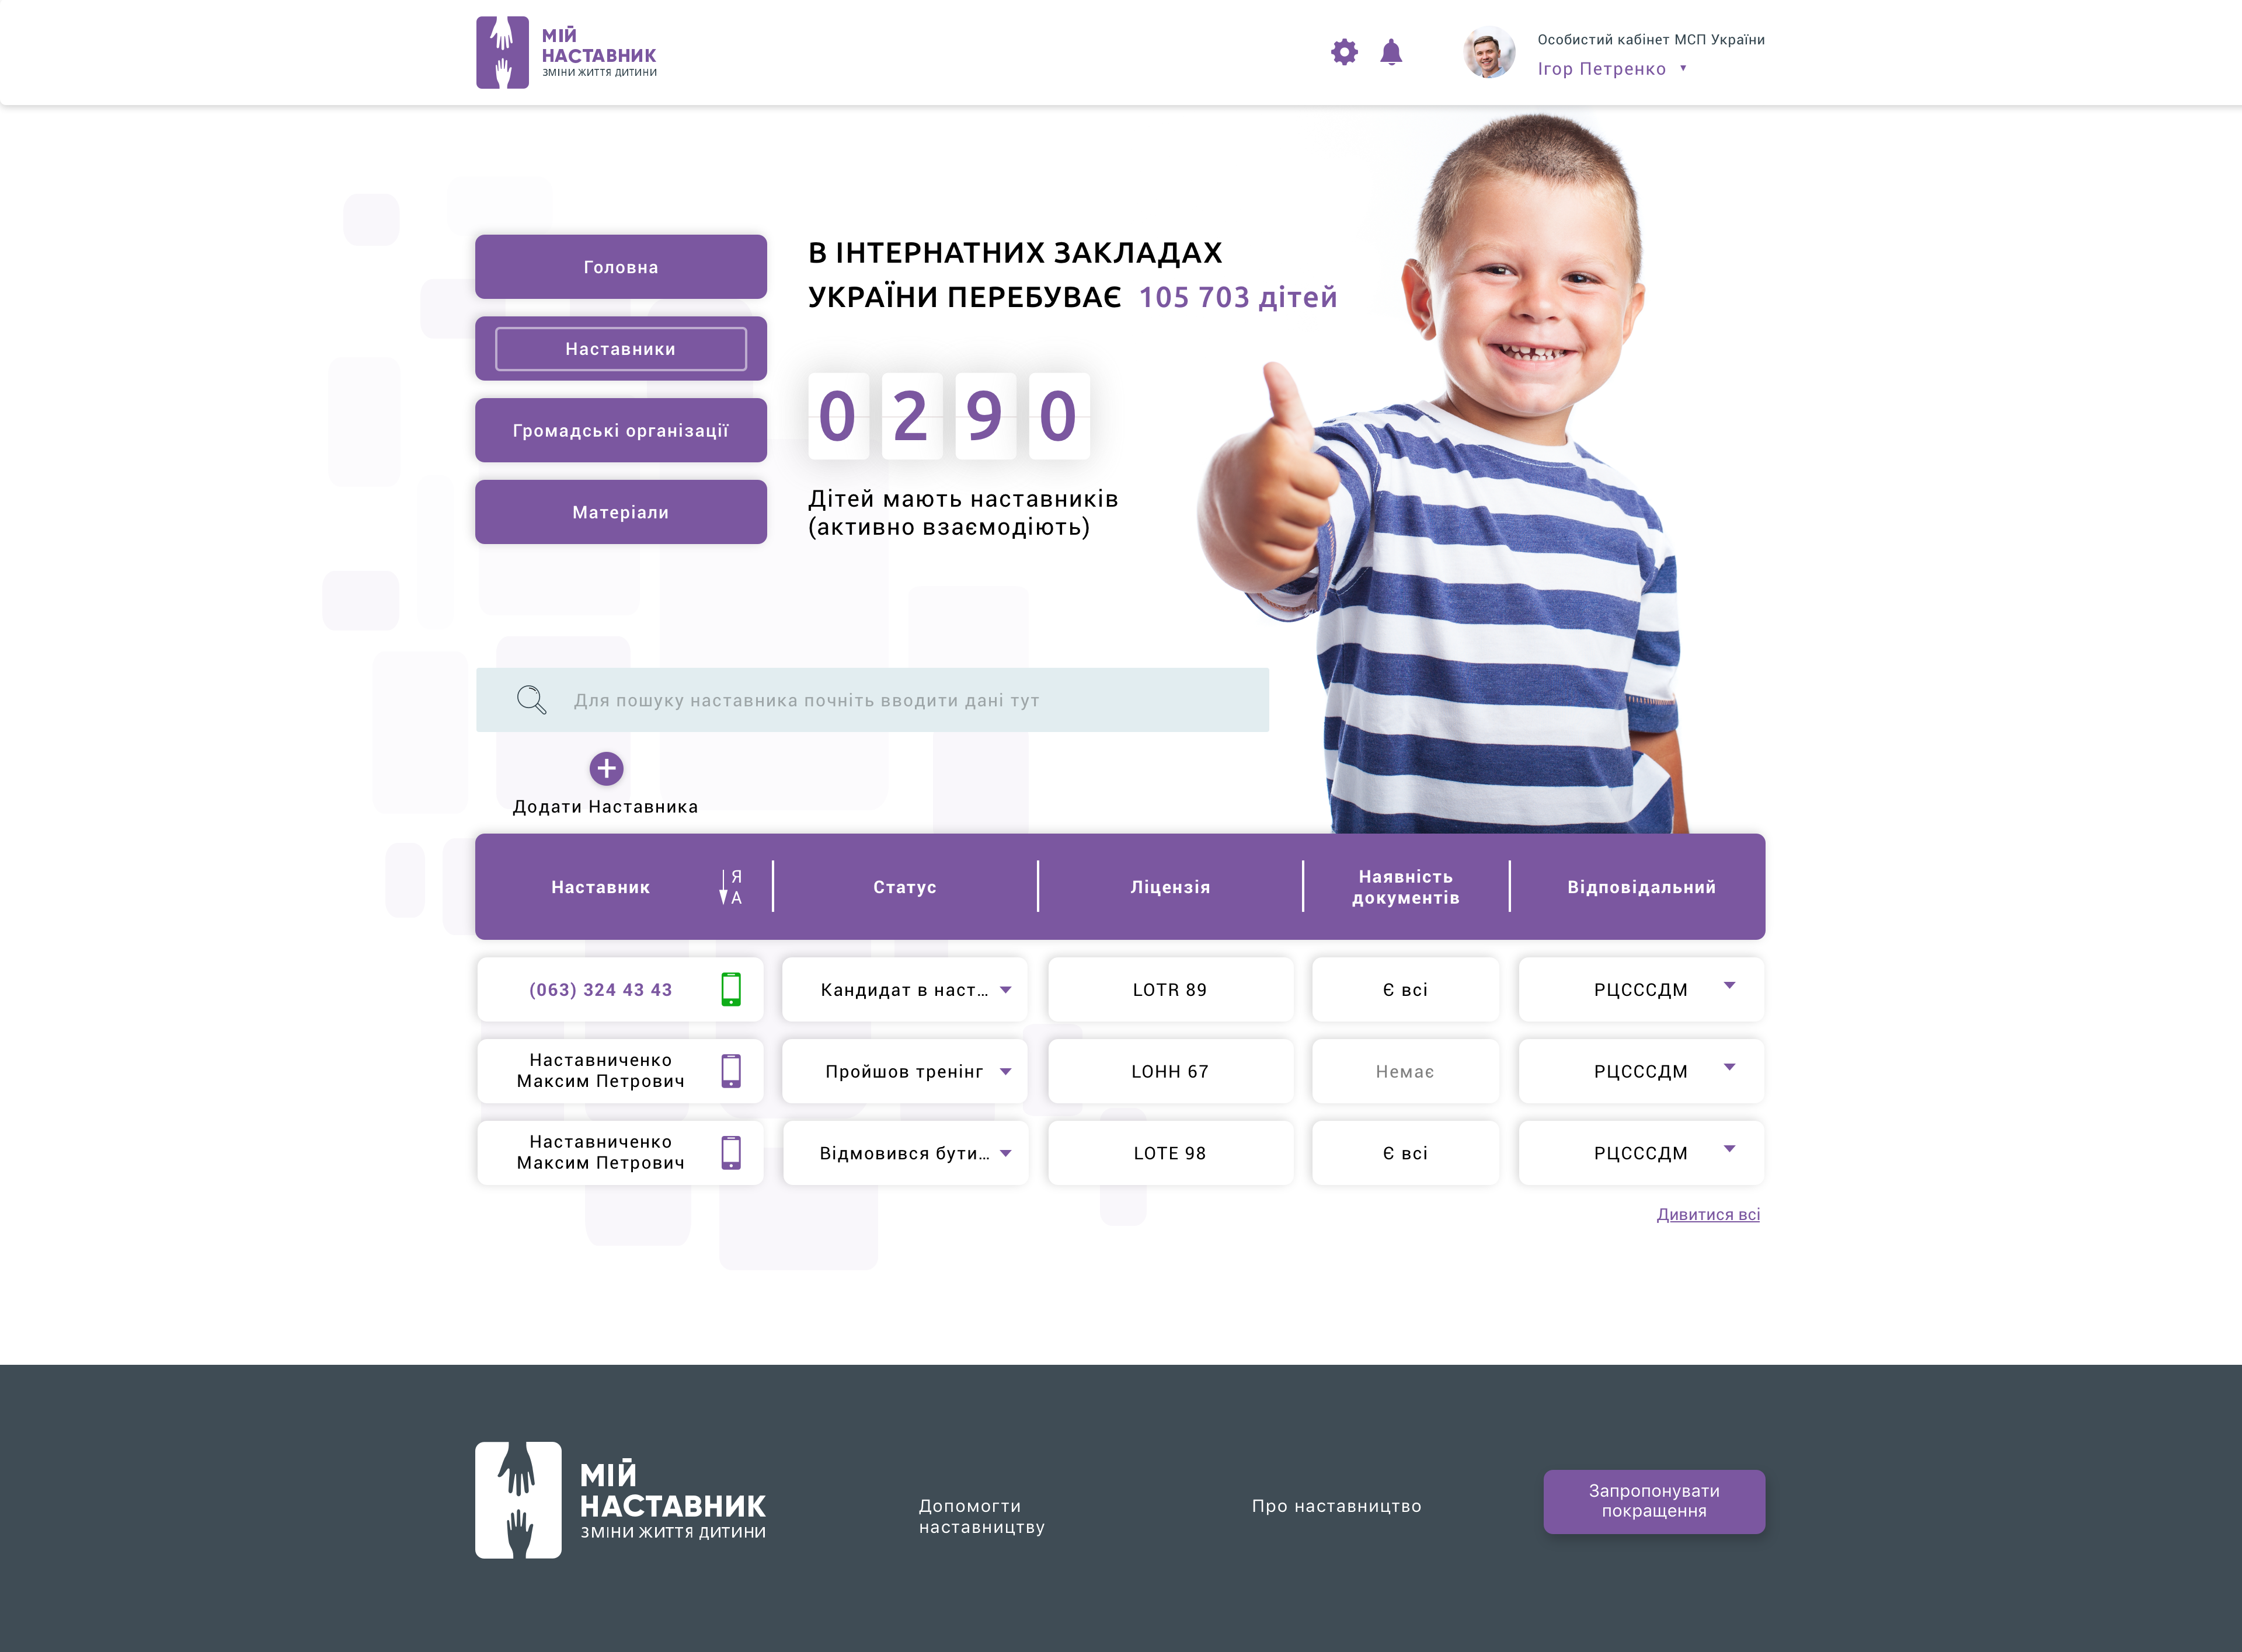 МІЙ
НАСТАВНИК
ЗМІНИ ЖИТТЯ ДИТИНИ
Особистий кабінет МСП України
Ігор Петренко
Головна
Наставники
Громадські організації
Матеріали
В ІНТЕРНАТНИХ ЗАКЛАДАХ
УКРАЇНИ ПЕРЕБУВАЄ 105 703 дітей
0 2 9 0
Дітей мають наставників
(активно взаємодіють)
Для пошуку наставника почніть вводити дані тут
Додати Наставника
Наставник
Я
А
Статус
Ліцензія
Наявність
документів
Відповідальний
(063) 324 43 43
Кандидат в наст...
LOTR 89
Є всі
РЦСССДМ
Наставниченко
Максим Петрович
Пройшов тренінг
LOHH 67
Немає
РЦСССДМ
Наставниченко
Максим Петрович
Відмовився бути...
LOTE 98
Є всі
РЦСССДМ
Дивитися всі
МІЙ
НАСТАВНИК
ЗМІНИ ЖИТТЯ ДИТИНИ
Допомогти
наставництву
Про наставництво
Запропонувати
покращення